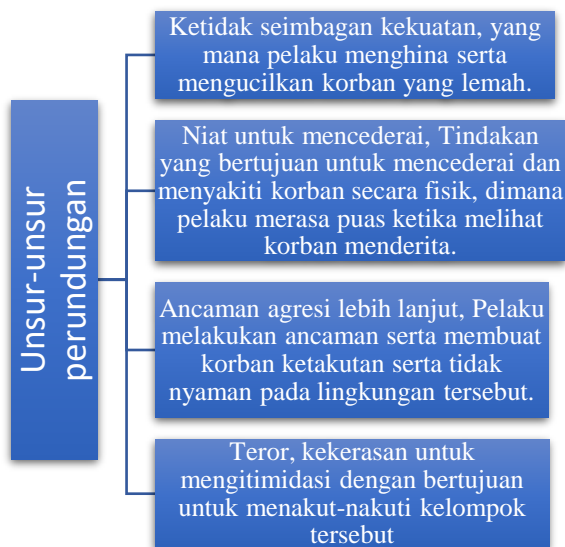 Unsur-unsur
perundungan
Ketidak seimbagan kekuatan, yang
mana pelaku menghina serta
mengucilkan korban yang lemah.
Niat untuk mencederai, Tindakan
yang bertujuan untuk mencederai dan
menyakiti korban secara fisik, dimana
pelaku merasa puas ketika melihat
korban menderita.
Ancaman agresi lebih lanjut, Pelaku
melakukan ancaman serta membuat
korban ketakutan serta tidak
nyaman pada lingkungan tersebut.
Teror, kekerasan untuk
mengitimidasi dengan bertujuan
untuk menakut-nakuti kelompok
tersebut